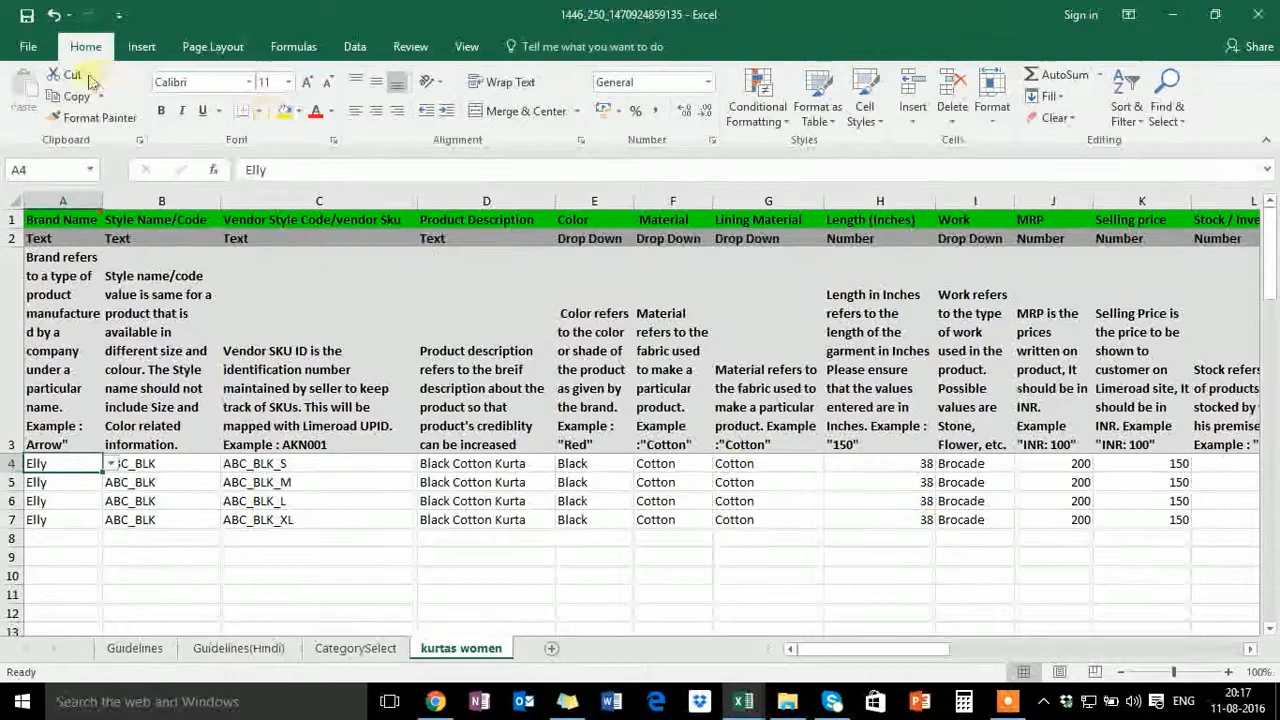 1446_250_1470924859135 - Excel
Sign in
File Home Insert Page Layout Formulas Data Review View Tell me what you want to do Share
Cut
Copy
Format Painter
Paste
Calibri 11
Wrap Text
Merge & Center
General
Conditional Formatting
Format as Table
Cell Styles
Insert Delete Format
AutoSum
Fill
Clear
Sort & Filter
Find & Select
Clipboard Font Alignment Number Styles Cells Editing
A4 fx Elly
A B C D E F G H I J K L
1 Brand Name Style Name/Code Vendor Style Code/vendor Sku Product Description Color Material Lining Material Length (Inches) Work MRP Selling price Stock / Inve
2 Text Text Text Text Drop Down Drop Down Drop Down Number Drop Down Number Number Number
3
Brand refers
to a type of
product
manufacture
d by a
company
under a
particular
name.
Example :
Arrow"
Style name/code
value is same for a
product that is
available in
different size and
colour. The Style
name should not
include Size and
Color related
information.
Vendor SKU ID is the
identification number
maintained by seller to keep
track of SKUs. This will be
mapped with Limeroad UPID.
Example : AKN001
Product description
refers to the breif
description about the
product so that
product's crediblity
can be increased
Color refers
to the color
or shade of
the product
as given by
the brand.
Example :
"Red"
Material
refers to the
fabric used
to make a
particular
product.
Example
:"Cotton"
Material refers to
the fabric used to
make a particular
product. Example
:"Cotton"
Length in Inches
refers to the
length of the
garment in Inches
Please ensure
that the values
entered are in
Inches. Example :
"150"
Work refers
to the type
of work
used in the
product.
Possible
values are
Stone,
Flower, etc.
MRP is the
prices
written on
product, It
should be in
INR.
Example
"INR: 100"
Selling Price is
the price to be
shown to
customer on
Limeroad site, It
should be in
INR. Example
"INR: 100"
Stock refers
of products
stocked by
his premise
Example : "
4 Elly C_BLK ABC_BLK_S Black Cotton Kurta Black Cotton Cotton 38 Brocade 200 150
5 Elly ABC_BLK ABC_BLK_M Black Cotton Kurta Black Cotton Cotton 38 Brocade 200 150
6 Elly ABC_BLK ABC_BLK_L Black Cotton Kurta Black Cotton Cotton 38 Brocade 200 150
7 Elly ABC_BLK ABC_BLK_XL Black Cotton Kurta Black Cotton Cotton 38 Brocade 200 150
8
9
10
11
12
13
Guidelines Guidelines(Hindi) CategorySelect kurtas women
Ready 100%
Search the web and Windows
ENG
20:17
11-08-2016